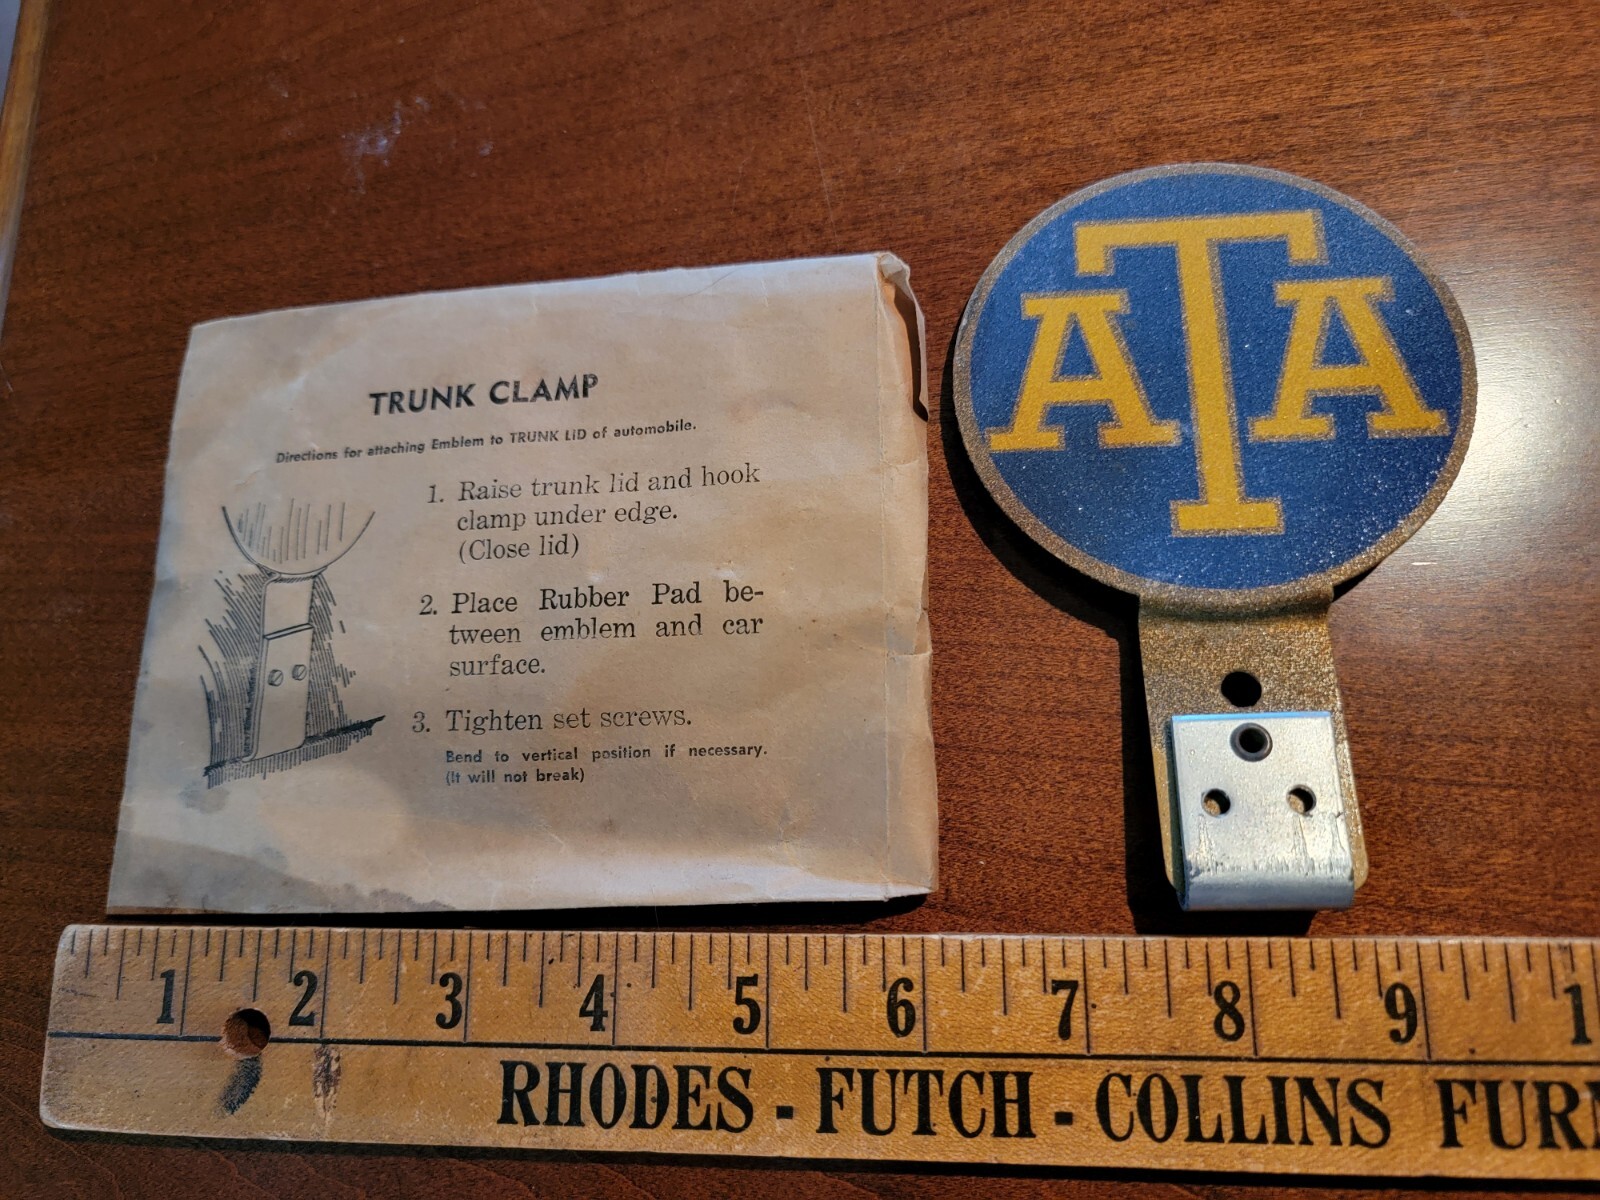 TRUNK CLAMP
Directions for attaching Emblem to TRUNK LID of automobile.
1. Raise trunk lid and hook
clamp under edge.
(Close lid)
2. Place Rubber Pad be-
tween emblem and car
surface.
3. Tighten set screws.
Bend to vertical position if necessary.
(It will not break)
ATA
1 2 3 4 5 6 7 8 9 1
RHODES - FUTCH - COLLINS FURN